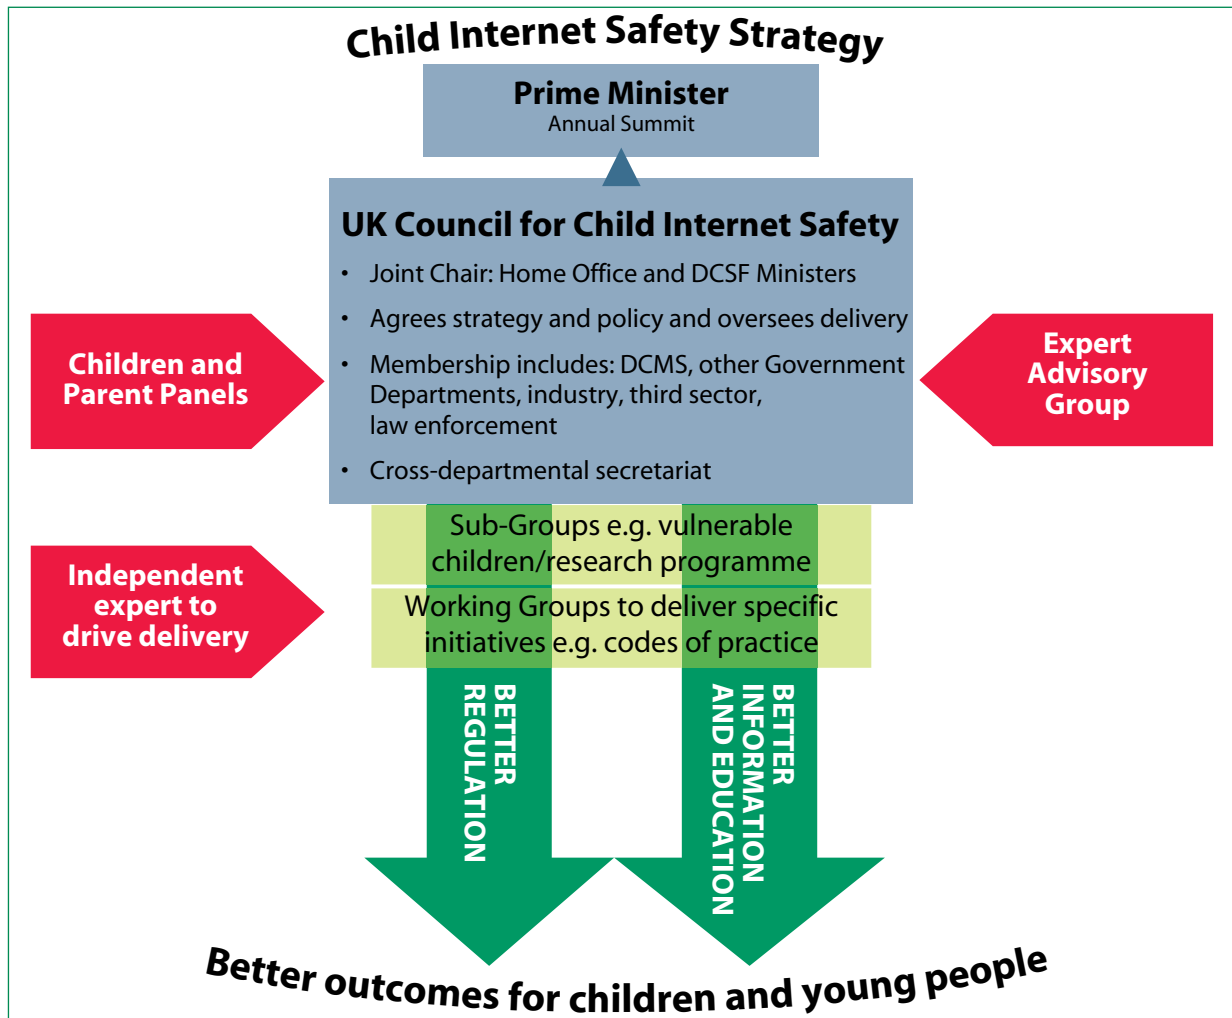 Child Internet Safety Strategy
Prime Minister
Annual Summit
UK Council for Child Internet Safety
• Joint Chair: Home Office and DCSF Ministers
• Agrees strategy and policy and oversees delivery
• Membership includes: DCMS, other Government
Departments, industry, third sector,
law enforcement
• Cross-departmental secretariat
Children and
Parent Panels
Expert
Advisory
Group
Sub-Groups e.g. vulnerable
children/research programme
Independent
expert to
drive delivery
Working Groups to deliver specific
initiatives e.g. codes of practice
BETTER
REGULATION
BETTER
INFORMATION
AND EDUCATION
Better outcomes for children and young people